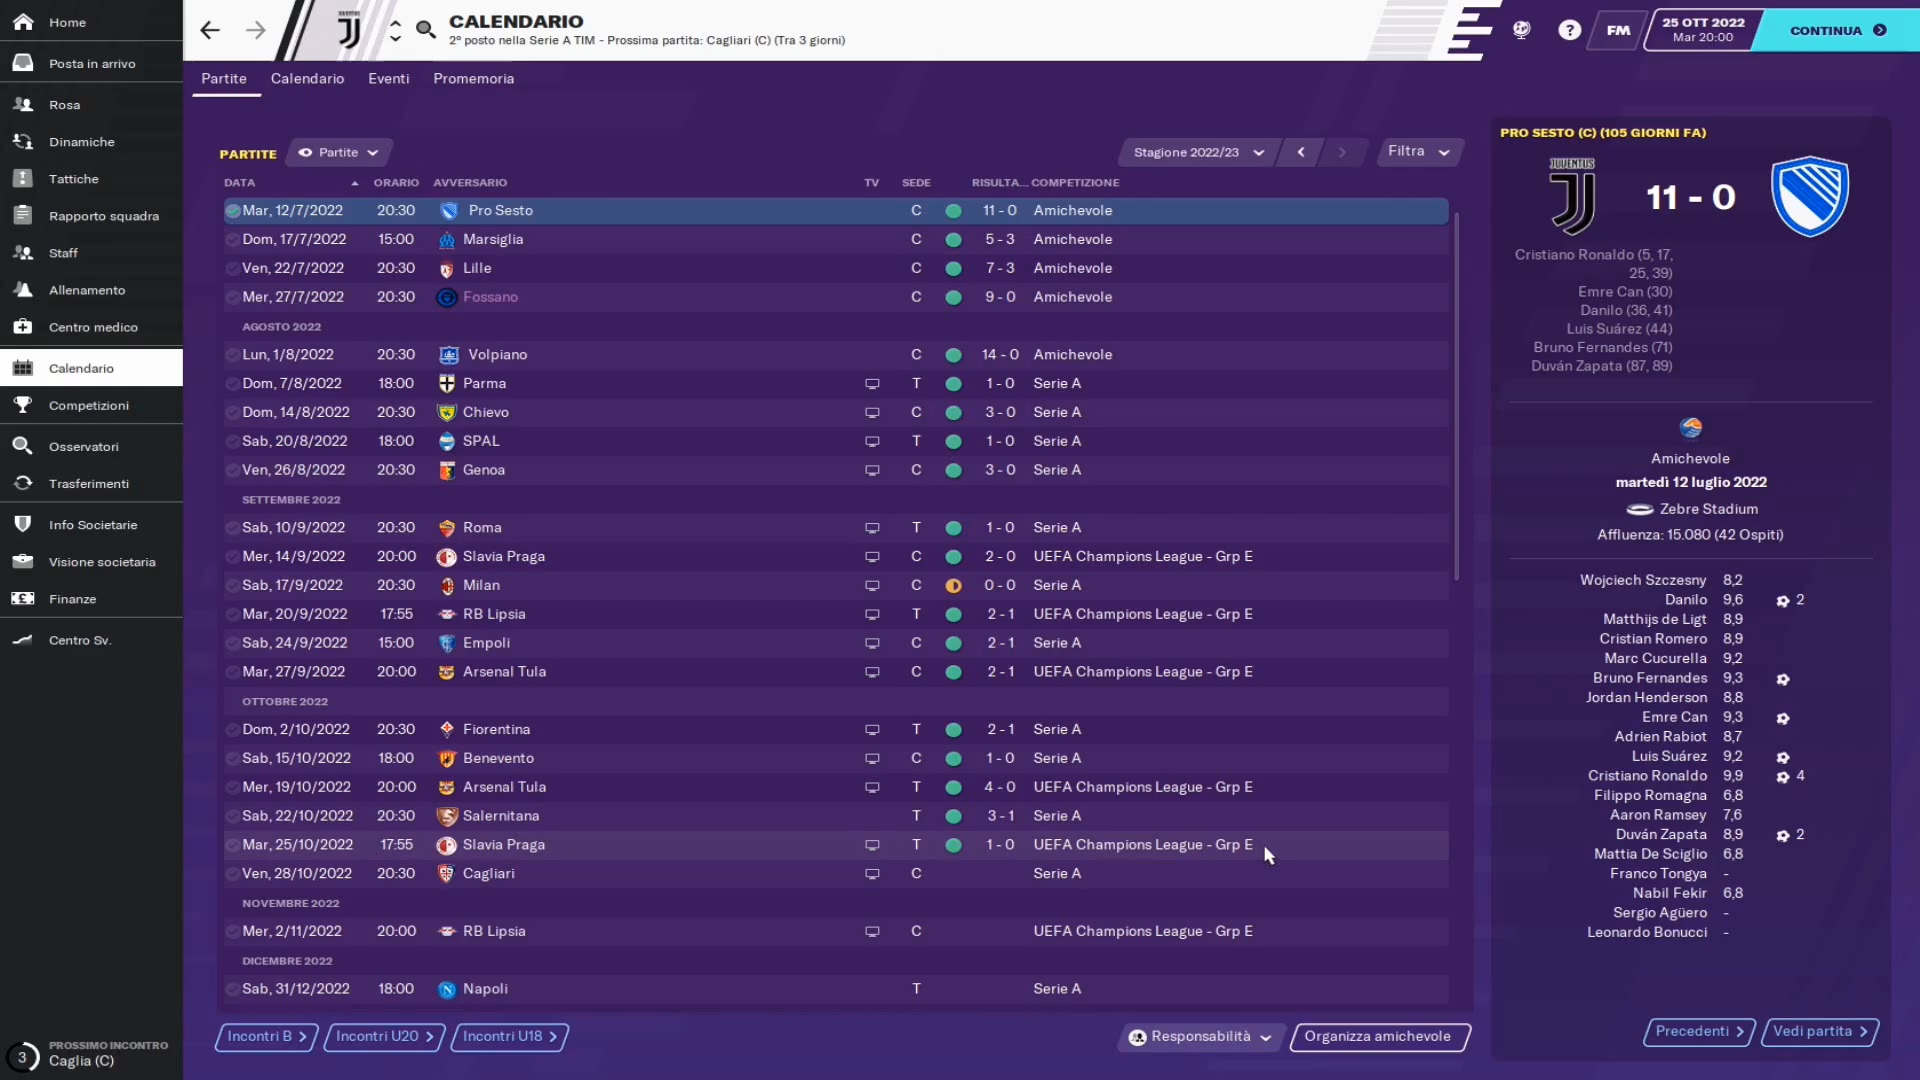 Home
Posta in arrivo
Rosa
Dinamiche
Tattiche
Rapporto squadra
Staff
Allenamento
Centro medico
Calendario
Competizioni
Osservatori
Trasferimenti
Info Societarie
Visione societaria
Finanze
Centro Sv.
3 PROSSIMO INCONTRO
Caglia (C)
JUVENTUS
CALENDARIO
2º posto nella Serie A TIM - Prossima partita: Cagliari (C) (Tra 3 giorni)
? FM
25 OTT 2022
Mar 20:00
CONTINUA
Partite Calendario Eventi Promemoria
PARTITE Partite Stagione 2022/23 Filtra
DATA ORARIO AVVERSARIO TV SEDE RISULTA... COMPETIZIONE
Mar, 12/7/2022 20:30 Pro Sesto C 11 - 0 Amichevole
Dom, 17/7/2022 15:00 Marsiglia C 5 - 3 Amichevole
Ven, 22/7/2022 20:30 Lille C 7 - 3 Amichevole
Mer, 27/7/2022 20:30 Fossano C 9 - 0 Amichevole
AGOSTO 2022
Lun, 1/8/2022 20:30 Volpiano C 14 - 0 Amichevole
Dom, 7/8/2022 18:00 Parma T 1 - 0 Serie A
Dom, 14/8/2022 20:30 Chievo C 3 - 0 Serie A
Sab, 20/8/2022 18:00 SPAL T 1 - 0 Serie A
Ven, 26/8/2022 20:30 Genoa C 3 - 0 Serie A
SETTEMBRE 2022
Sab, 10/9/2022 20:30 Roma T 1 - 0 Serie A
Mer, 14/9/2022 20:00 Slavia Praga C 2 - 0 UEFA Champions League - Grp E
Sab, 17/9/2022 20:30 Milan C 0 - 0 Serie A
Mar, 20/9/2022 17:55 RB Lipsia T 2 - 1 UEFA Champions League - Grp E
Sab, 24/9/2022 15:00 Empoli C 2 - 1 Serie A
Mar, 27/9/2022 20:00 Arsenal Tula C 2 - 1 UEFA Champions League - Grp E
OTTOBRE 2022
Dom, 2/10/2022 20:30 Fiorentina T 2 - 1 Serie A
Sab, 15/10/2022 18:00 Benevento C 1 - 0 Serie A
Mer, 19/10/2022 20:00 Arsenal Tula T 4 - 0 UEFA Champions League - Grp E
Sab, 22/10/2022 20:30 Salernitana T 3 - 1 Serie A
Mar, 25/10/2022 17:55 Slavia Praga T 1 - 0 UEFA Champions League - Grp E
Ven, 28/10/2022 20:30 Cagliari C Serie A
NOVEMBRE 2022
Mer, 2/11/2022 20:00 RB Lipsia C UEFA Champions League - Grp E
DICEMBRE 2022
Sab, 31/12/2022 18:00 Napoli T Serie A
Incontri B Incontri U20 Incontri U18 Responsabilità Organizza amichevole
PRO SESTO (C) (105 GIORNI FA)
JUVENTUS
11 - 0
Cristiano Ronaldo (5, 17,
25, 39)
Emre Can (30)
Danilo (36, 41)
Luis Suárez (44)
Bruno Fernandes (71)
Duván Zapata (87, 89)
Amichevole
martedì 12 luglio 2022
Zebre Stadium
Affluenza: 15.080 (42 Ospiti)
Wojciech Szczesny 8,2
Danilo 9,6 2
Matthijs de Ligt 8,9
Cristian Romero 8,9
Marc Cucurella 9,2
Bruno Fernandes 9,3
Jordan Henderson 8,8
Emre Can 9,3
Adrien Rabiot 8,7
Luis Suárez 9,2
Cristiano Ronaldo 9,9 4
Filippo Romagna 6,8
Aaron Ramsey 7,6
Duván Zapata 8,9 2
Mattia De Sciglio 6,8
Franco Tongya -
Nabil Fekir 6,8
Sergio Agüero -
Leonardo Bonucci -
Precedenti Vedi partita